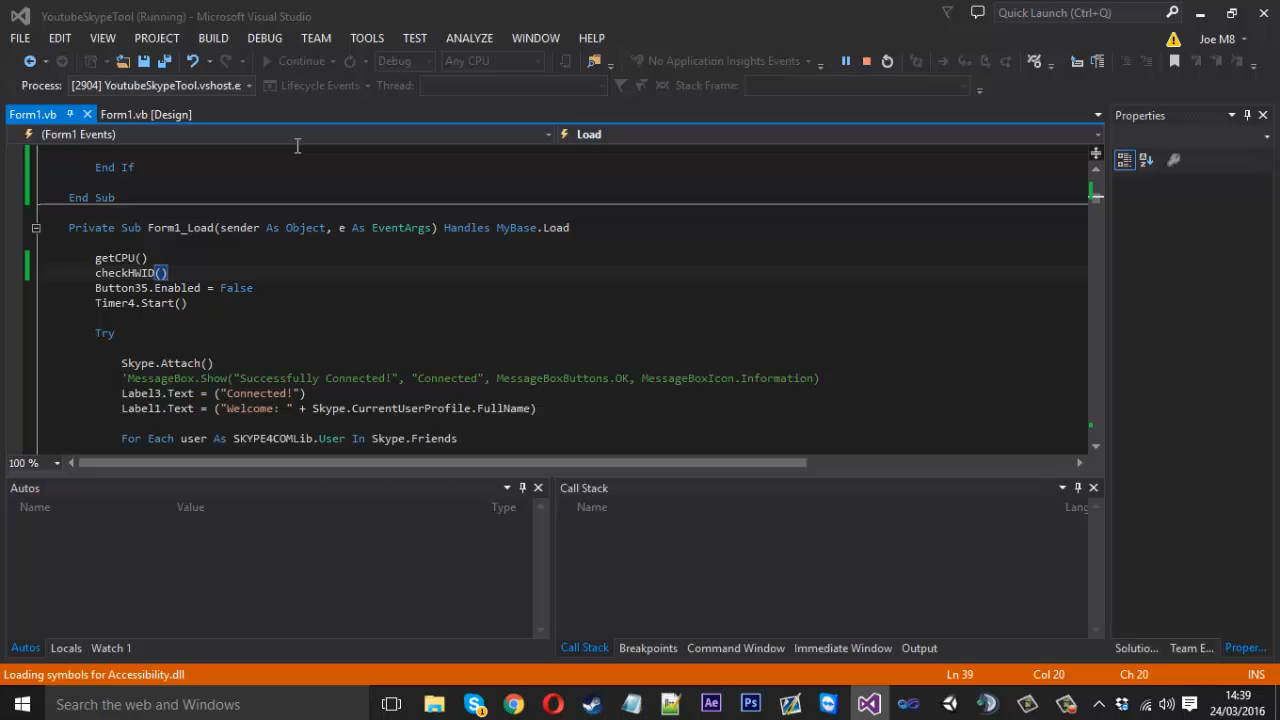 YoutubeSkypeTool (Running) - Microsoft Visual Studio
Quick Launch (Ctrl+Q)
FILE EDIT VIEW PROJECT BUILD DEBUG TEAM TOOLS TEST ANALYZE WINDOW HELP
Joe M8
Continue Debug Any CPU No Application Insights Events
Process: [2904] YoutubeSkypeTool.vshost.e Lifecycle Events Thread: Stack Frame:
Form1.vb Form1.vb [Design]
Properties
(Form1 Events) Load
End If
End Sub
Private Sub Form1_Load(sender As Object, e As EventArgs) Handles MyBase.Load
getCPU()
checkHWID()
Button35.Enabled = False
Timer4.Start()
Try
Skype.Attach()
'MessageBox.Show("Successfully Connected!", "Connected", MessageBoxButtons.OK, MessageBoxIcon.Information)
Label3.Text = ("Connected!")
Label1.Text = ("Welcome: " + Skype.CurrentUserProfile.FullName)
For Each user As SKYPE4COMLib.User In Skype.Friends
100 %
Autos
Name Value Type
Call Stack
Name Lang
Autos Locals Watch 1
Call Stack Breakpoints Command Window Immediate Window Output
Solutio... Team E... Proper...
Loading symbols for Accessibility.dll
Ln 39 Col 20 Ch 20 INS
Search the web and Windows
1
Ae
Ps
14:39
24/03/2016